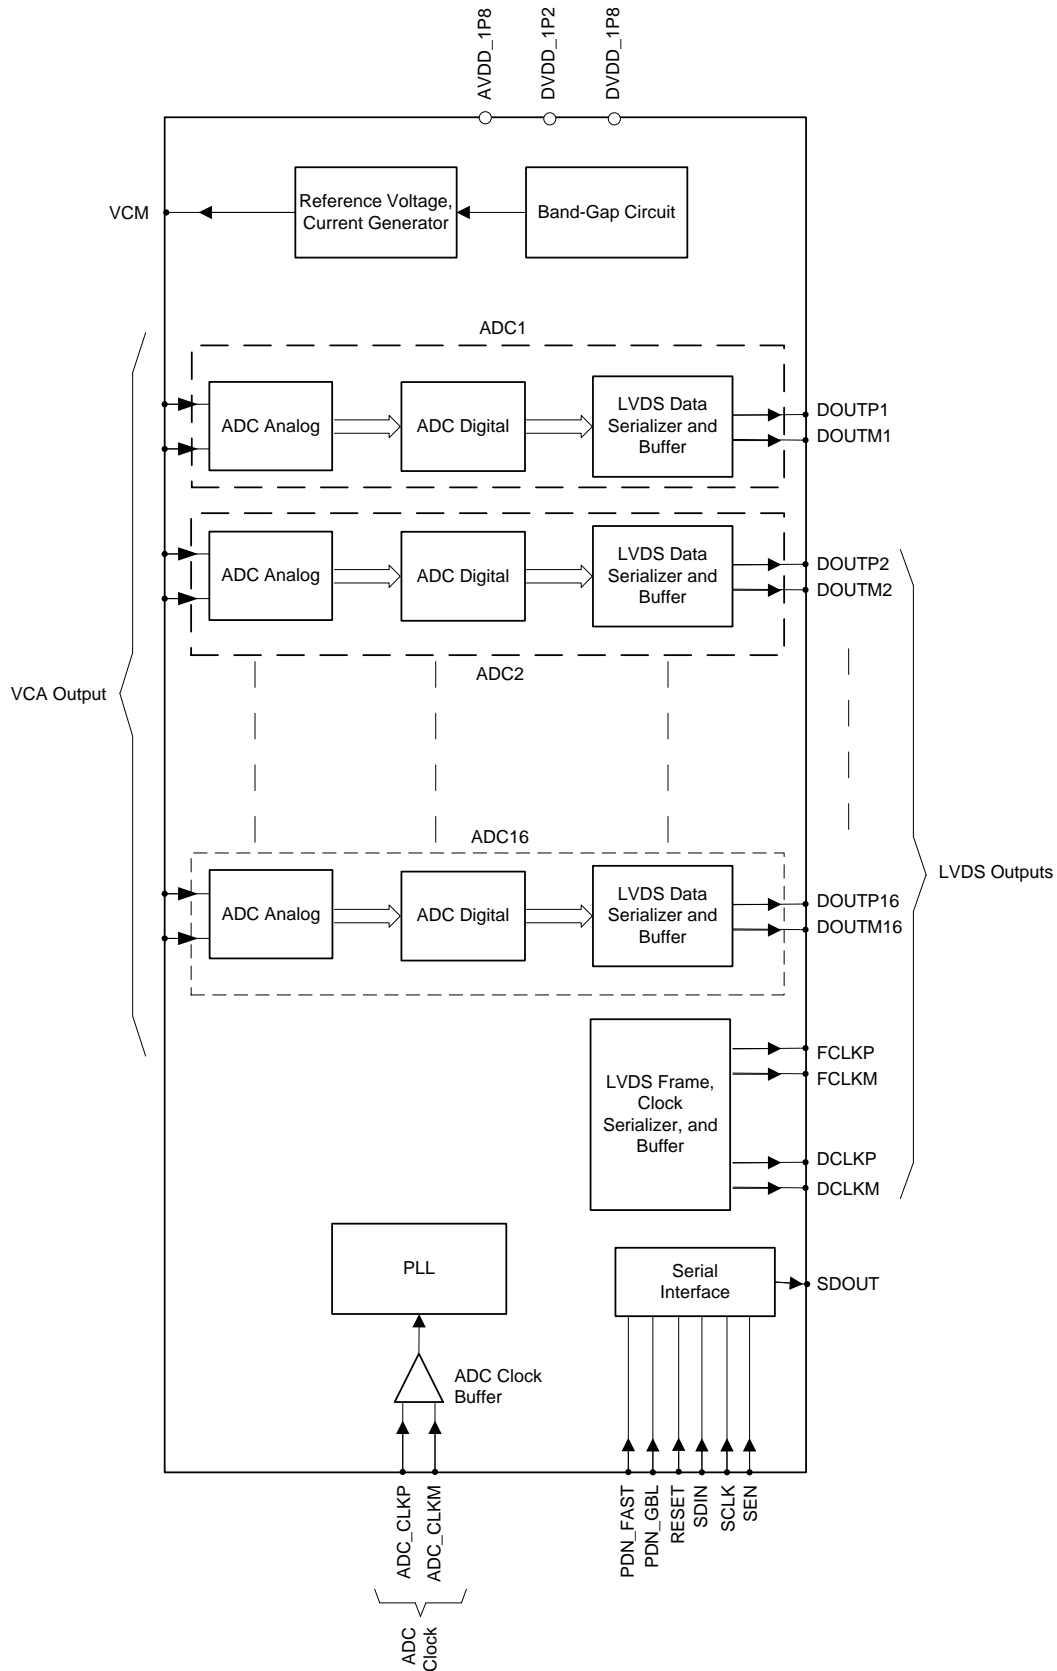 AVDD_1P8
DVDD_1P2
DVDD_1P8
VCM
Reference Voltage,
Current Generator
Band-Gap Circuit
ADC1
ADC Analog
ADC Digital
LVDS Data
Serializer and
Buffer
DOUTP1
DOUTM1
ADC Analog
ADC Digital
LVDS Data
Serializer and
Buffer
DOUTP2
DOUTM2
ADC2
VCA Output
ADC16
ADC Analog
ADC Digital
LVDS Data
Serializer and
Buffer
DOUTP16
DOUTM16
LVDS Outputs
LVDS Frame,
Clock
Serializer, and
Buffer
FCLKP
FCLKM
DCLKP
DCLKM
PLL
Serial
Interface
SDOUT
ADC Clock
Buffer
ADC_CLKP
ADC_CLKM
PDN_FAST
PDN_GBL
RESET
SDIN
SCLK
SEN
ADC
Clock